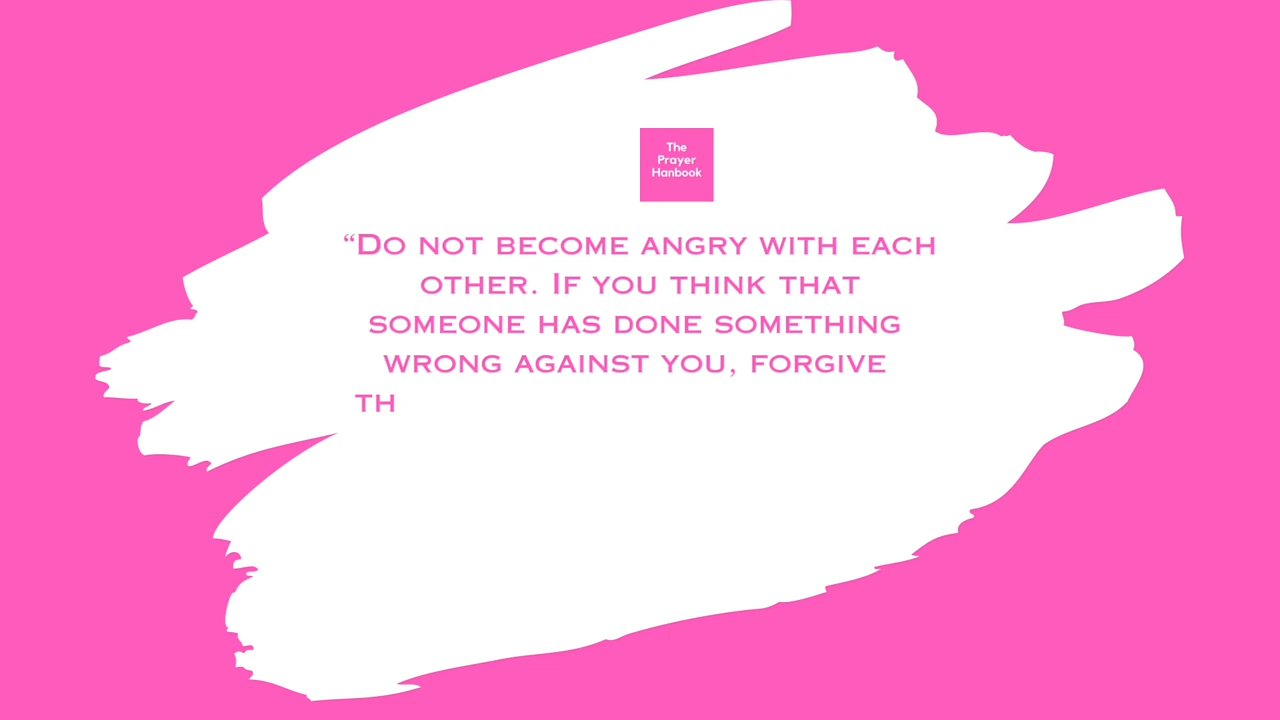 The
Prayer
Hanbook
“Do not become angry with each
other. If you think that
someone has done something
wrong against you, forgive
th